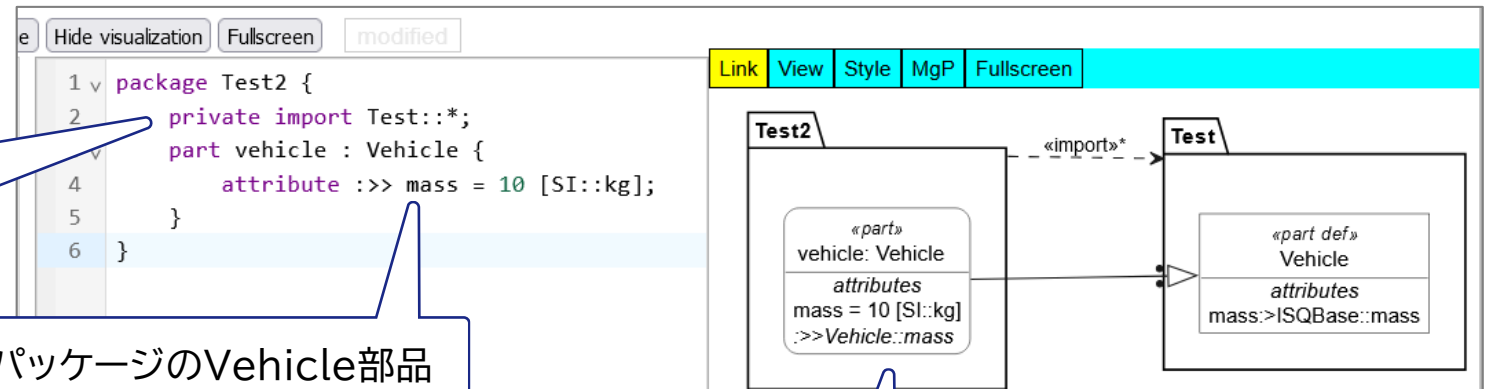 e Hide visualization Fullscreen modified
1 package Test2 {
2 private import Test::*;
part vehicle : Vehicle {
4 attribute :>> mass = 10 [SI::kg];
5 }
6 }
パッケージのVehicle部品
Link View Style MgP Fullscreen
Test2
«import»*
Test
«part»
vehicle: Vehicle
attributes
mass = 10 [SI::kg]
:>>Vehicle::mass
«part def»
Vehicle
attributes
mass:>ISQBase::mass